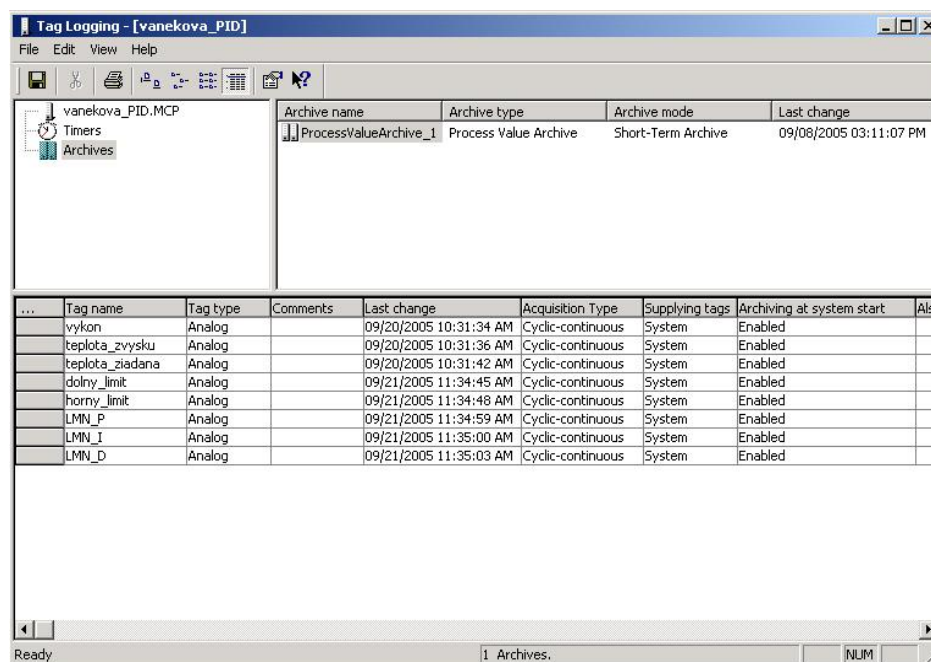 Tag Logging - [vanekova_PID]
File Edit View Help
vanekova_PID.MCP
Timers
Archives
Archive name Archive type Archive mode Last change
ProcessValueArchive_1 Process Value Archive Short-Term Archive 09/08/2005 03:11:07 PM
... Tag name Tag type Comments Last change Acquisition Type Supplying tags Archiving at system start Als
vykon Analog 09/20/2005 10:31:34 AM Cyclic-continuous System Enabled
teplota_zvysku Analog 09/20/2005 10:31:36 AM Cyclic-continuous System Enabled
teplota_ziadana Analog 09/20/2005 10:31:42 AM Cyclic-continuous System Enabled
dolny_limit Analog 09/21/2005 11:34:45 AM Cyclic-continuous System Enabled
horny_limit Analog 09/21/2005 11:34:48 AM Cyclic-continuous System Enabled
LMN_P Analog 09/21/2005 11:34:59 AM Cyclic-continuous System Enabled
LMN_I Analog 09/21/2005 11:35:00 AM Cyclic-continuous System Enabled
LMN_D Analog 09/21/2005 11:35:03 AM Cyclic-continuous System Enabled
Ready 1 Archives. NUM